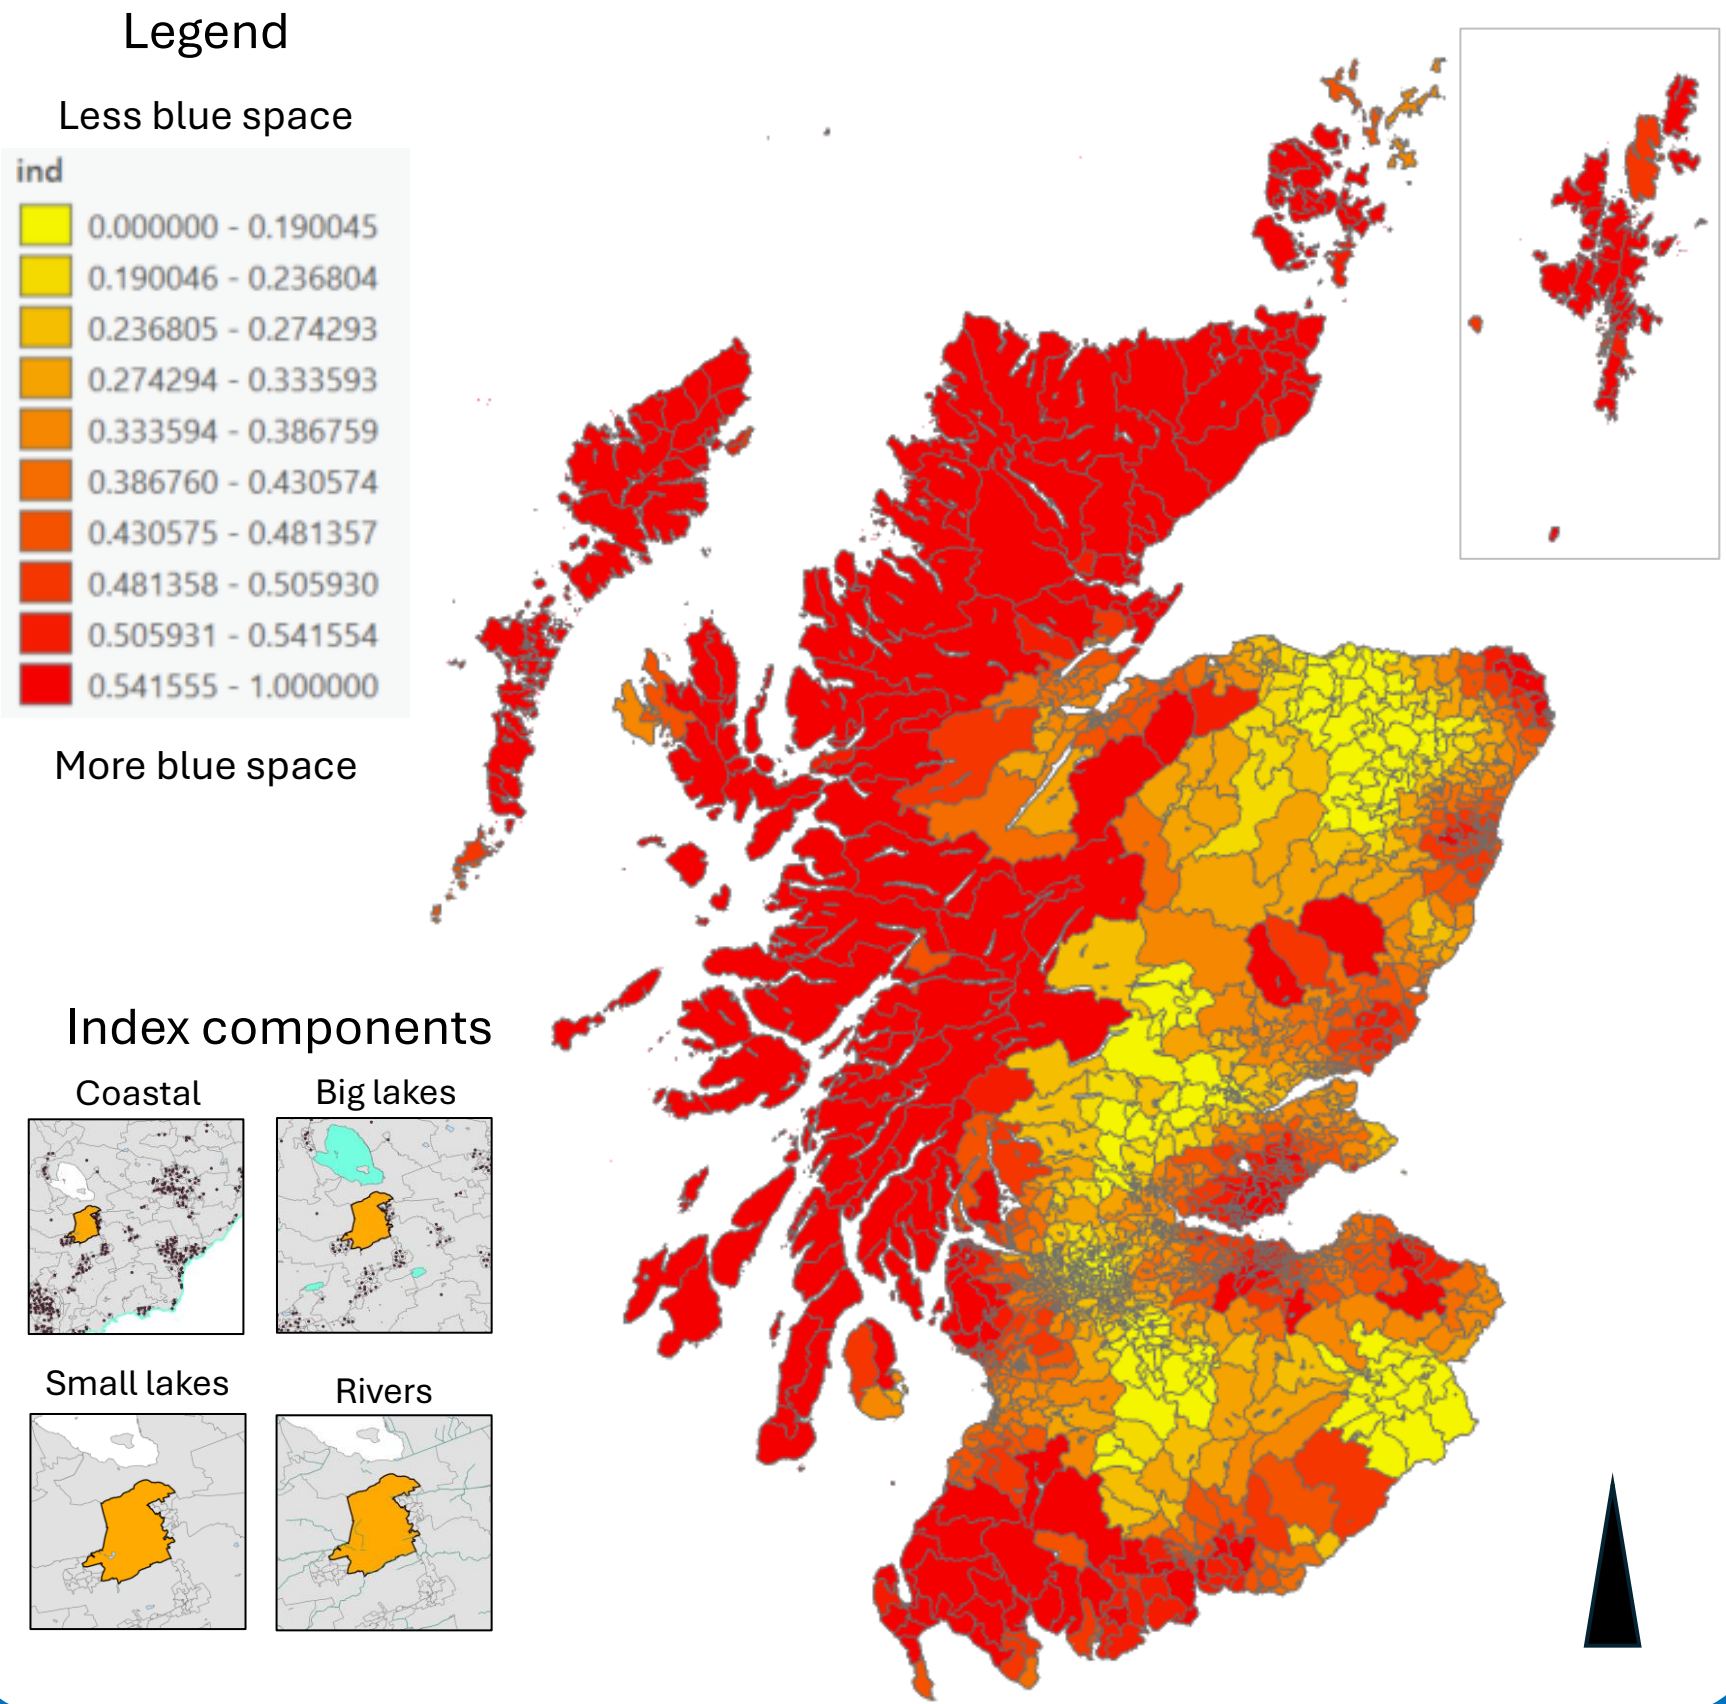 Legend
Less blue space
ind
0.000000 - 0.190045
0.190046 - 0.236804
0.236805 - 0.274293
0.274294 - 0.333593
0.333594 - 0.386759
0.386760 - 0.430574
0.430575 - 0.481357
0.481358 - 0.505930
0.505931 - 0.541554
0.541555 - 1.000000
More blue space
Index components
Coastal
Big lakes
Small lakes
Rivers